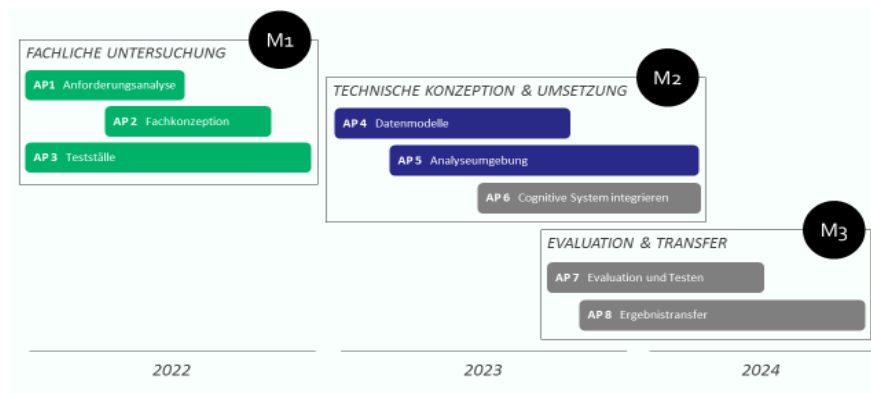 M1
FACHLICHE UNTERSUCHUNG
AP1 Anforderungsanalyse
AP 2 Fachkonzeption
AP 3 Testställe
M2
TECHNISCHE KONZEPTION & UMSETZUNG
AP 4 Datenmodelle
AP 5 Analyseumgebung
AP 6 Cognitive System integrieren
M3
EVALUATION & TRANSFER
AP 7 Evaluation und Testen
AP 8 Ergebnistransfer
2022 2023 2024